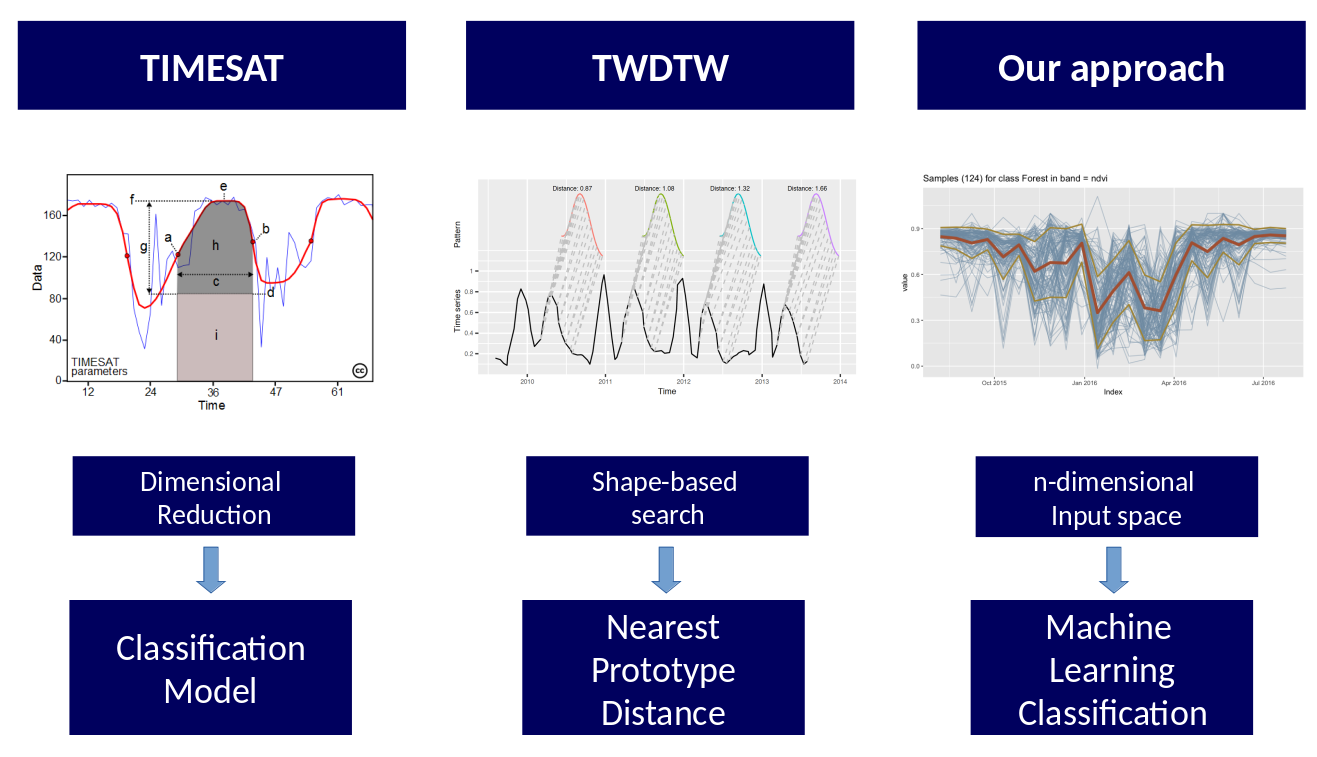 TIMESAT
TWDTW
Our approach
Data
160
120
80
40
0
f
e
g
a
b
h
c
d
i
TIMESAT
parameters
cc
12
24
36
47
61
Time
Pattern
Time series
Distance: 0.87
Distance: 1.08
Distance: 1.32
Distance: 1.66
1
0.8
0.6
0.4
0.2
2010
2011
2012
2013
2014
Time
Samples (124) for class Forest in band = ndvi
value
0.9
0.6
0.3
0.0
Oct 2015
Jan 2016
Apr 2016
Jul 2016
Index
Dimensional
Reduction
Shape-based
search
n-dimensional
Input space
Classification
Model
Nearest
Prototype
Distance
Machine
Learning
Classification